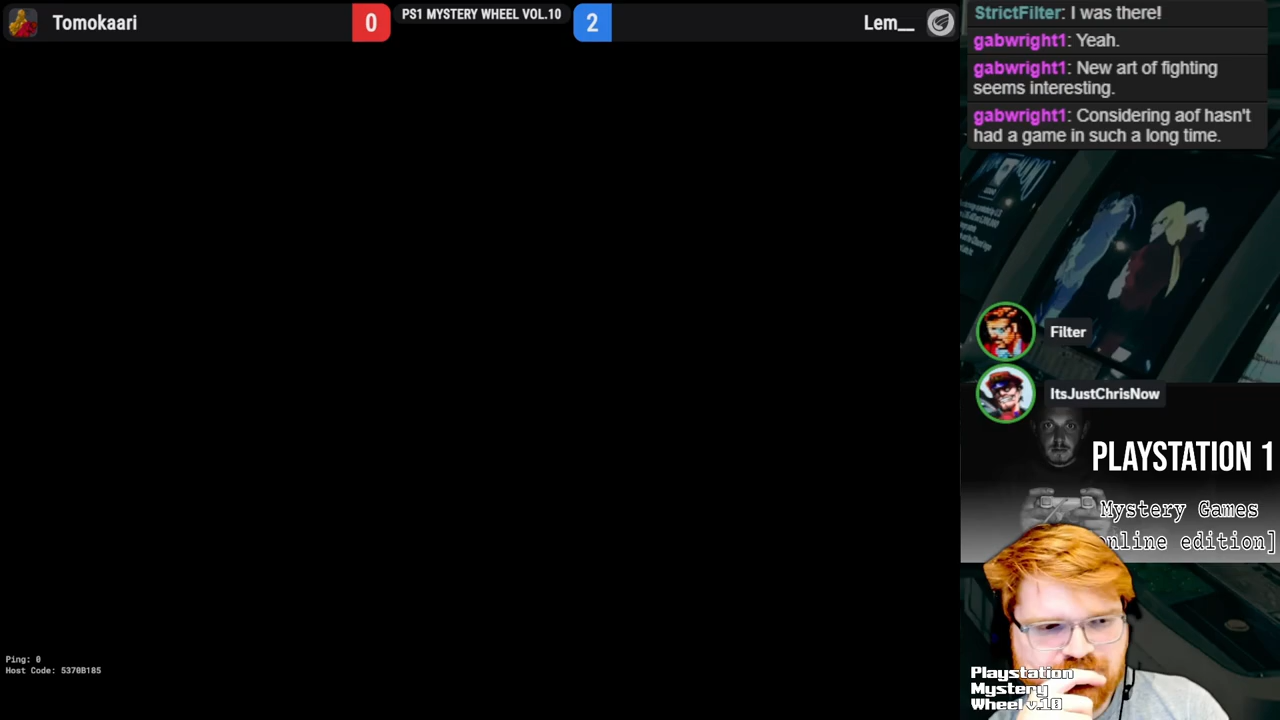 Tomokaari
0
PS1 MYSTERY WHEEL VOL.10
2
Lem__
StrictFilter: I was there!
gabwright1: Yeah.
gabwright1: New art of fighting
seems interesting.
gabwright1: Considering aof hasn't
had a game in such a long time.
Filter
ItsJustChrisNow
PLAYSTATION 1
Mystery Games
online edition]
Playstation
Mystery
Wheel v.10
Ping: 0
Host Code: 5370B185